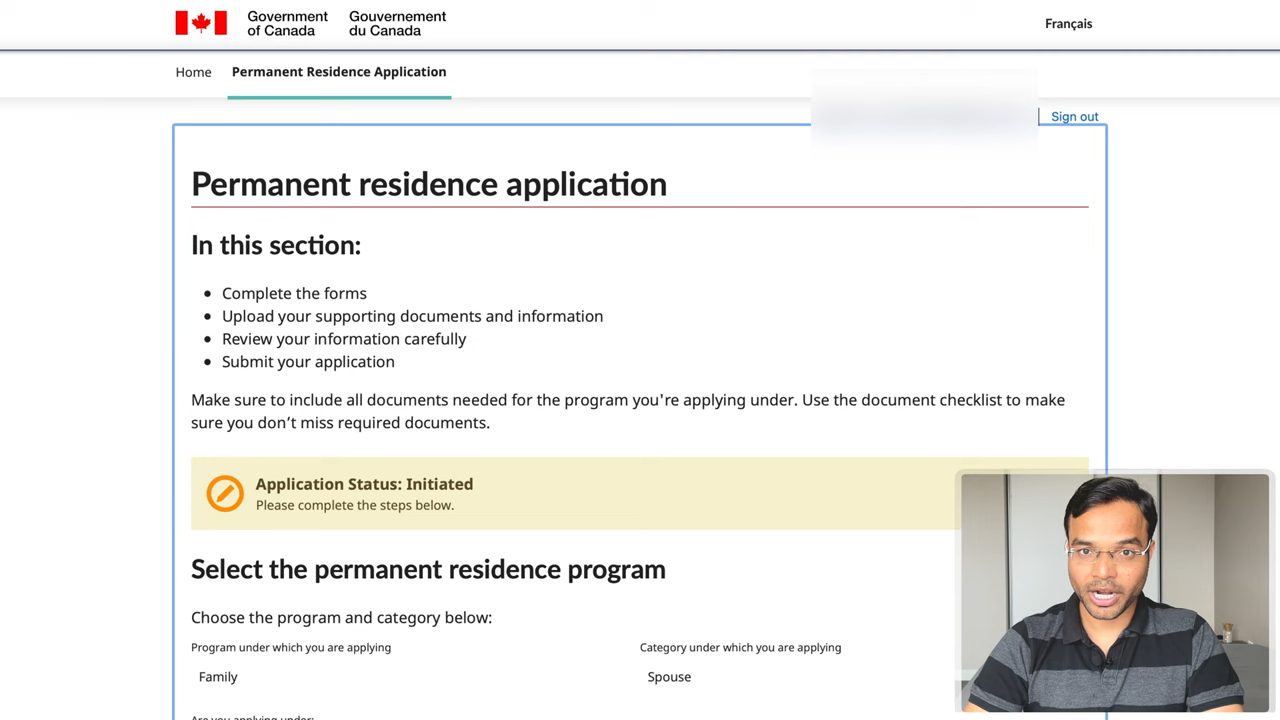 Government
of Canada
Gouvernement
du Canada
Français
Home
Permanent Residence Application
Sign out
Permanent residence application
In this section:
Complete the forms
Upload your supporting documents and information
Review your information carefully
Submit your application
Make sure to include all documents needed for the program you're applying under. Use the document checklist to make
sure you don’t miss required documents.
Application Status: Initiated
Please complete the steps below.
Select the permanent residence program
Choose the program and category below:
Program under which you are applying
Category under which you are applying
Family
Spouse
Are you applying under: